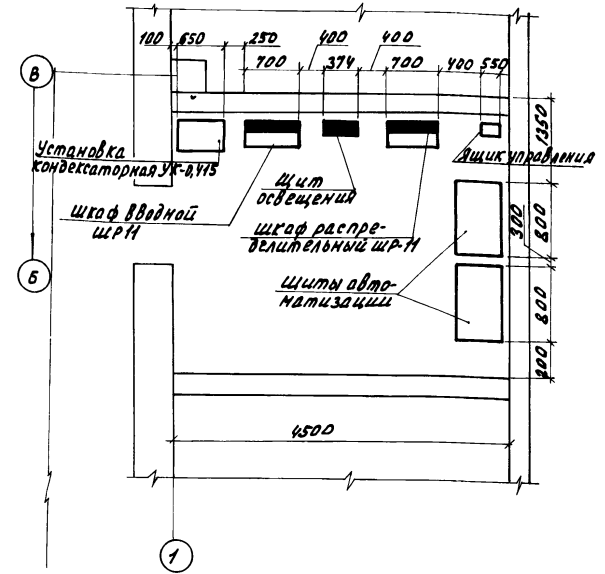 100 650 250 400 400
700 374 700 400 550
В
1350
Установка
кондексаторная УК-0,415
Ящик управления
Щит
освещения
Шкаф вводной
ШР11
Шкаф распре-
делительный ШР-11
300
800
Б
Щиты авто-
матизации
800
200
4500
1